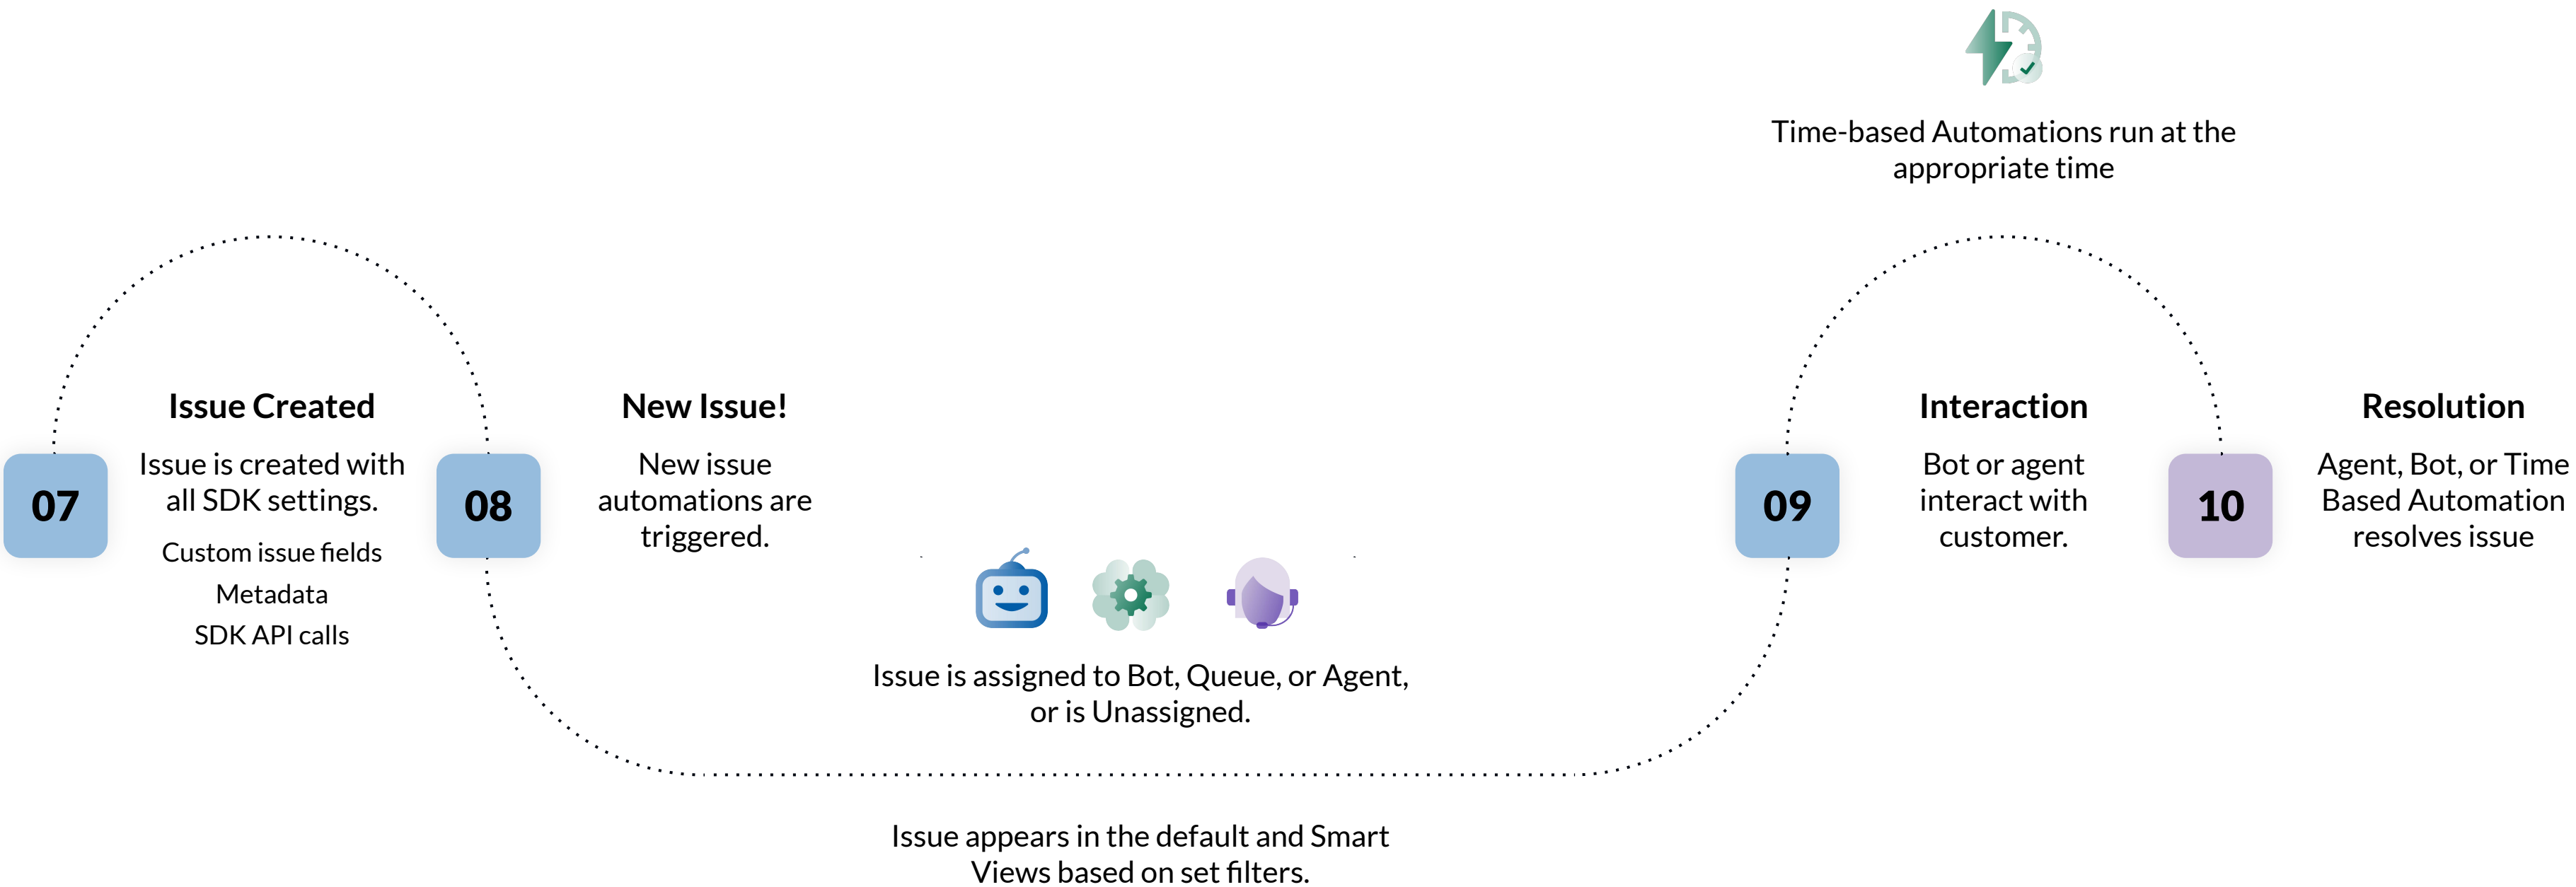 Time-based Automations run at the
appropriate time
07
Issue Created
Issue is created with
all SDK settings.
Custom issue fields
Metadata
SDK API calls
08
New Issue!
New issue
automations are
triggered.
Issue is assigned to Bot, Queue, or Agent,
or is Unassigned.
Issue appears in the default and Smart
Views based on set filters.
09
Interaction
Bot or agent
interact with
customer.
10
Resolution
Agent, Bot, or Time
Based Automation
resolves issue